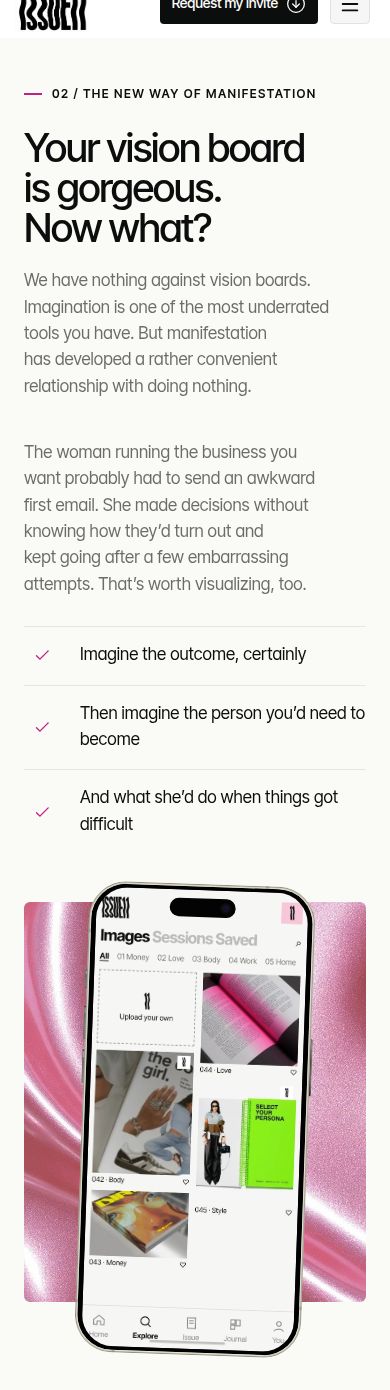 ISSUE11
Request my invite
02 / THE NEW WAY OF MANIFESTATION
Your vision board
is gorgeous.
Now what?
We have nothing against vision boards.
Imagination is one of the most underrated
tools you have. But manifestation
has developed a rather convenient
relationship with doing nothing.
The woman running the business you
want probably had to send an awkward
first email. She made decisions without
knowing how they’d turn out and
kept going after a few embarrassing
attempts. That’s worth visualizing, too.
Imagine the outcome, certainly
Then imagine the person you’d need to
become
And what she’d do when things got
difficult
ISSUE11
11
Images Sessions Saved
All 01 Money 02 Love 03 Body 04 Work 05 Home
11
Upload your own
044 · Love
the
girl.
SELECT
YOUR
PERSONA
042 · Body
045 · Style
043 · Money
Home Explore Issue Journal You